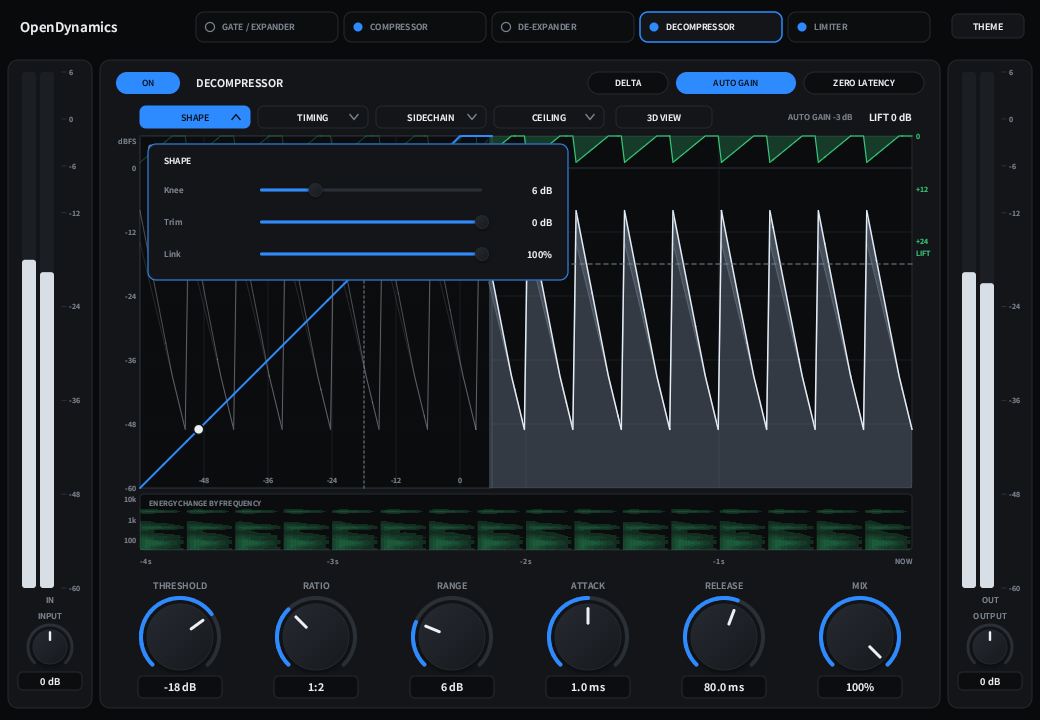 OpenDynamics
GATE / EXPANDER
COMPRESSOR
DE-EXPANDER
DECOMPRESSOR
LIMITER
THEME
ON
DECOMPRESSOR
DELTA
AUTO GAIN
ZERO LATENCY
SHAPE
TIMING
SIDECHAIN
CEILING
3D VIEW
AUTO GAIN -3 dB
LIFT 0 dB
6
0
-6
-12
-24
-36
-48
-60
IN
INPUT
0 dB
dBFS
0
-12
-24
-36
-48
-60
SHAPE
Knee
6 dB
Trim
0 dB
Link
100%
0
+12
+24
LIFT
-48
-36
-24
-12
0
ENERGY CHANGE BY FREQUENCY
10k
1k
100
-4s
-3s
-2s
-1s
NOW
THRESHOLD
RATIO
RANGE
ATTACK
RELEASE
MIX
-18 dB
1:2
6 dB
1.0 ms
80.0 ms
100%
6
0
-6
-12
-24
-36
-48
-60
OUT
OUTPUT
0 dB